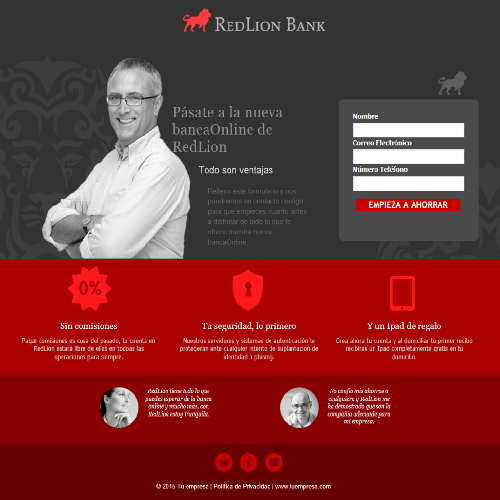 RedLion Bank
Pásate a la nueva
bancaOnline de
RedLion
Todo son ventajas
Rellena este formulario y nos
pondremos en contacto contigo
para que empieces cuanto antes
a disfrutar de todo lo que te
ofrece nuestra nueva
bancaOnline.
Nombre
Correo Electrónico
Número Teléfono
EMPIEZA A AHORRAR
0%
Sin comisiones
Pagar comisiones es cosa del pasado, tu cuenta en
RedLion estará libre de ellas en todoas las
operaciones para siempre.
Tu seguridad, lo primero
Nuestros servidores y sistemas de autenticación te
protegeran ante cualquier intento de suplantación de
identidad o phising.
Y un Ipad de regalo
Crea ahora tu cuenta y al domiciliar tu primer recibo
recibiras un Ipad completamente gratis en tu
domicilio.
RedLion tiene todo lo que
puedes esperar de la banca
online y mucho más, con
RedLion estoy tranquila.
No confío mis ahorros a
cualquiera y RedLion me
ha demostrado que son la
compañía adecuada para
mi empresa.
© 2015 Tu empresa | Política de Privacidad | www.tuempresa.com